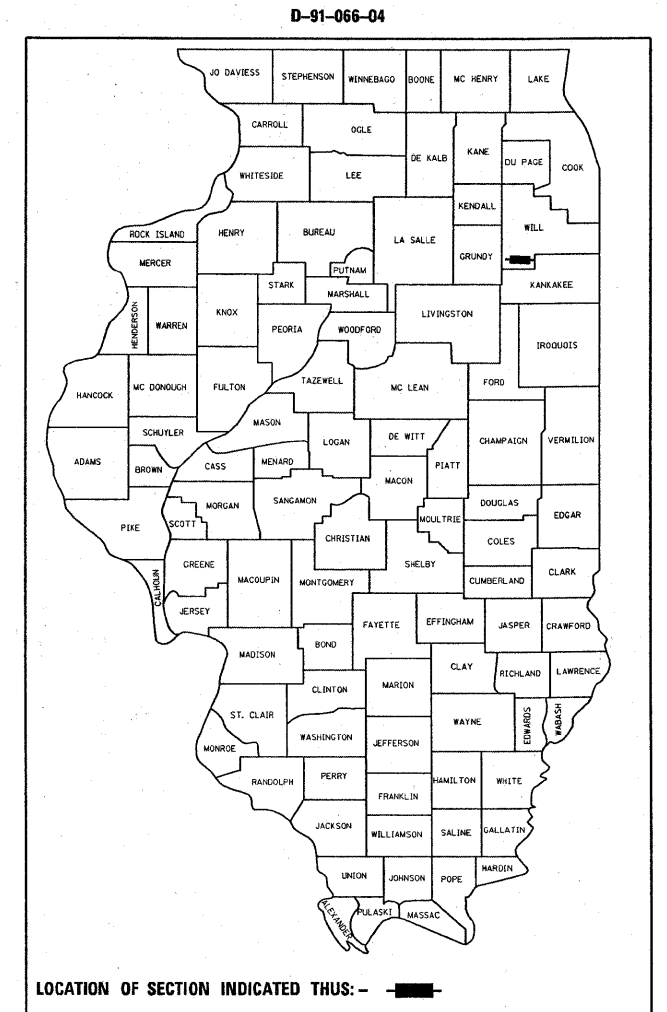 D-91-066-04
JO DAVIESS STEPHENSON WINNEBAGO BOONE MC HENRY LAKE
CARROLL OGLE DE KALB KANE DU PAGE COOK
WHITESIDE LEE
KENDALL
ROCK ISLAND HENRY BUREAU LA SALLE WILL
MERCER PUTNAM GRUNDY
STARK MARSHALL KANKAKEE
HENDERSON WARREN KNOX PEORIA WOODFORD LIVINGSTON
IROQUOIS
HANCOCK MC DONOUGH FULTON TAZEWELL MC LEAN FORD
MASON
SCHUYLER LOGAN DE WITT CHAMPAIGN VERMILION
ADAMS BROWN CASS MENARD PIATT
MACON
PIKE SCOTT MORGAN SANGAMON MOULTRIE DOUGLAS EDGAR
CHRISTIAN COLES
CALHOUN GREENE MACOUPIN MONTGOMERY SHELBY CUMBERLAND CLARK
JERSEY
FAYETTE EFFINGHAM JASPER CRAWFORD
MADISON BOND
CLAY RICHLAND LAWRENCE
CLINTON MARION
ST. CLAIR WAYNE EDWARDS WABASH
MONROE WASHINGTON JEFFERSON
RANDOLPH PERRY HAMILTON WHITE
FRANKLIN
JACKSON WILLIAMSON SALINE GALLATIN
UNION JOHNSON POPE HARDIN
ALEXANDER PULASKI MASSAC
LOCATION OF SECTION INDICATED THUS: -